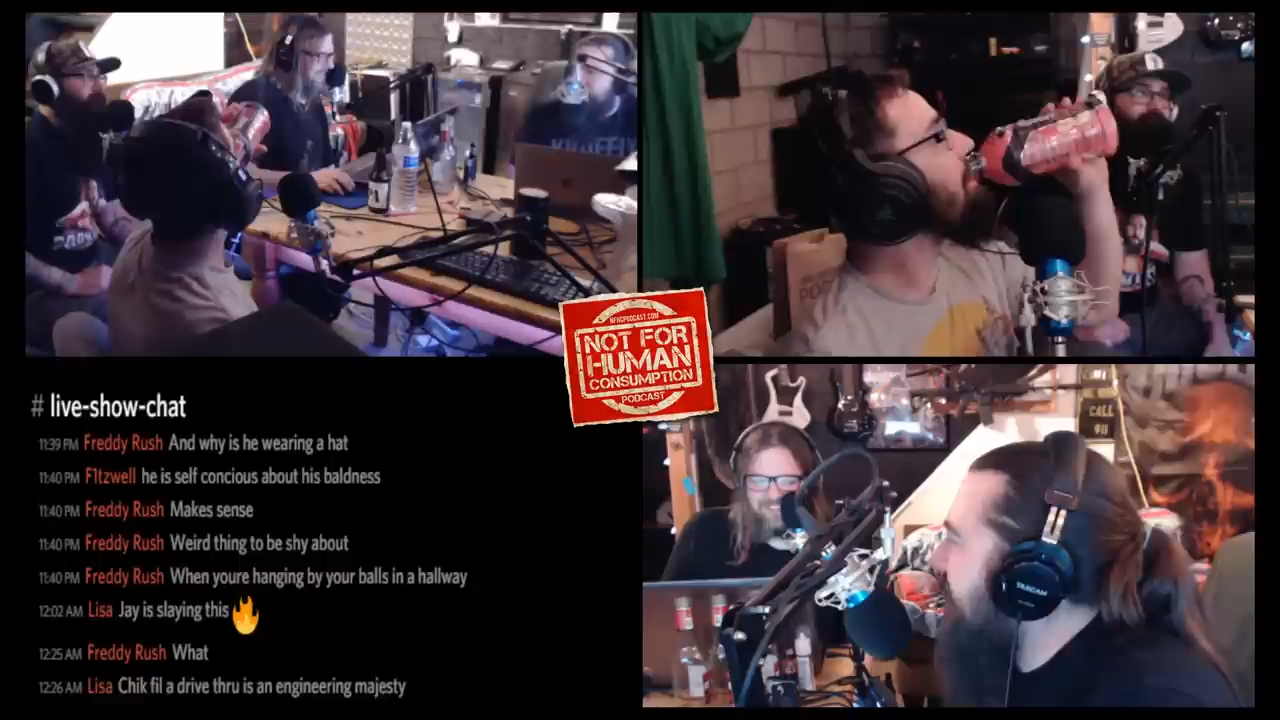 NFHCPODCAST.COM
NOT FOR
HUMAN
CONSUMPTION
PODCAST
CALL
TASCAM
# live-show-chat
11:39 PM Freddy Rush And why is he wearing a hat
11:40 PM F1tzwell he is self concious about his baldness
11:40 PM Freddy Rush Makes sense
11:40 PM Freddy Rush Weird thing to be shy about
11:40 PM Freddy Rush When youre hanging by your balls in a hallway
12:02 AM Lisa Jay is slaying this🔥
12:25 AM Freddy Rush What
12:26 AM Lisa Chik fil a drive thru is an engineering majesty